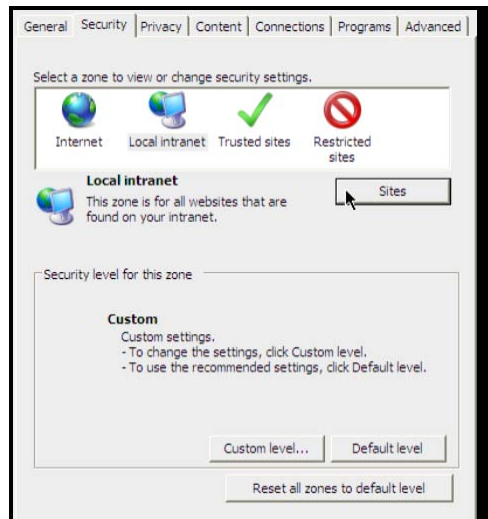 General Security Privacy Content Connections Programs Advanced
Select a zone to view or change security settings.
Internet Local intranet Trusted sites Restricted
sites
Local intranet
This zone is for all websites that are
found on your intranet.
Sites
Security level for this zone
Custom
Custom settings.
- To change the settings, click Custom level.
- To use the recommended settings, click Default level.
Custom level... Default level
Reset all zones to default level